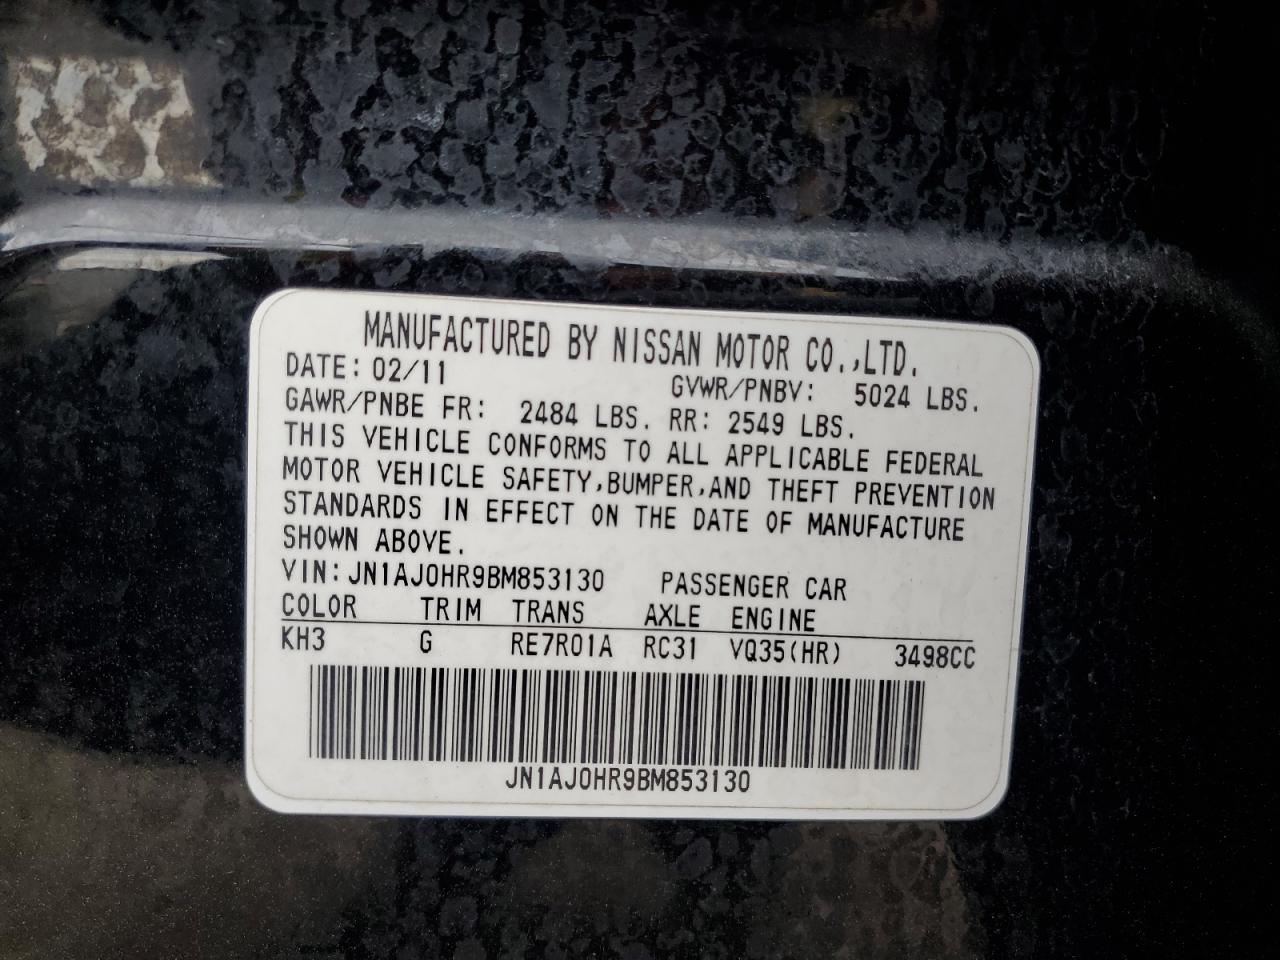 MANUFACTURED BY NISSAN MOTOR CO.,LTD.
DATE: 02/11 GVWR/PNBV: 5024 LBS.
GAWR/PNBE FR: 2484 LBS. RR: 2549 LBS.
THIS VEHICLE CONFORMS TO ALL APPLICABLE FEDERAL
MOTOR VEHICLE SAFETY,BUMPER,AND THEFT PREVENTION
STANDARDS IN EFFECT ON THE DATE OF MANUFACTURE
SHOWN ABOVE.
VIN: JN1AJ0HR9BM853130 PASSENGER CAR
COLOR TRIM TRANS AXLE ENGINE
KH3 G RE7R01A RC31 VQ35(HR) 3498CC
JN1AJ0HR9BM853130